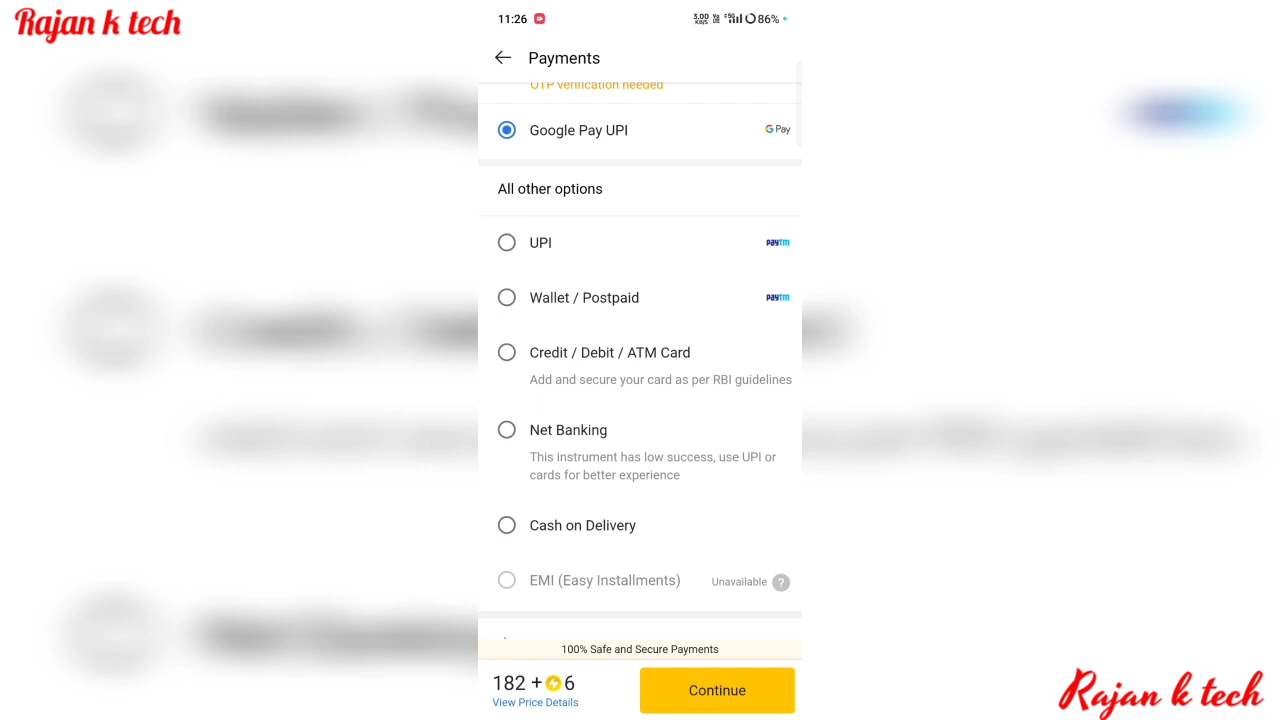 Rajan k tech
11:26
3.00 KB/S 86%
Payments
OTP verification needed
Google Pay UPI
G Pay
All other options
UPI
paytm
Wallet / Postpaid
paytm
Credit / Debit / ATM Card
Add and secure your card as per RBI guidelines
Net Banking
This instrument has low success, use UPI or
cards for better experience
Cash on Delivery
EMI (Easy Installments)
Unavailable ?
100% Safe and Secure Payments
182 + 6
View Price Details
Continue
Rajan k tech